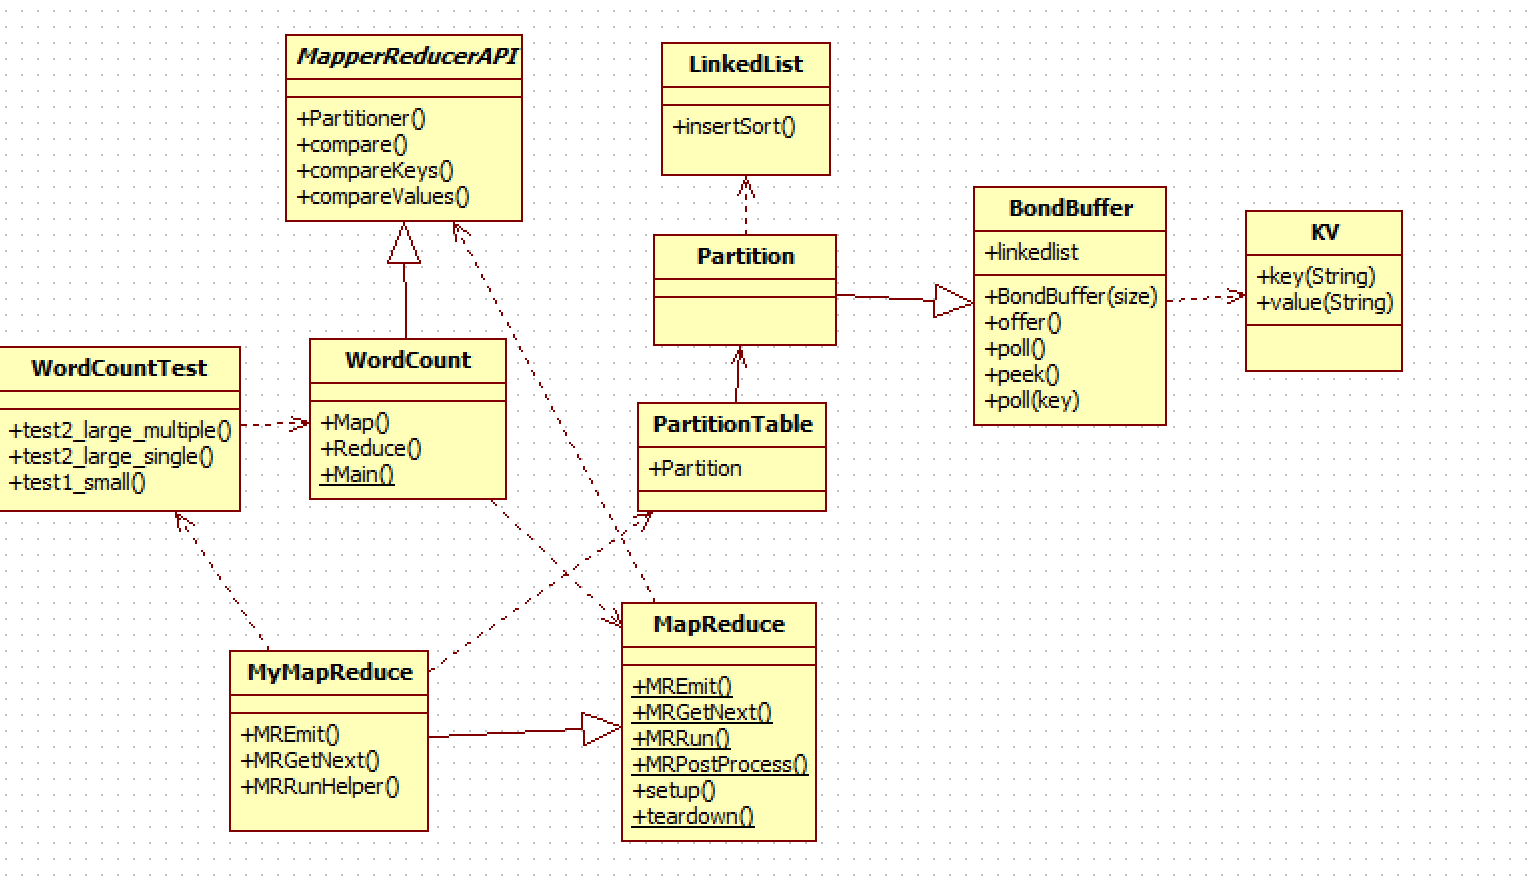 MapperReducerAPI
+Partitioner()
+compare()
+compareKeys()
+compareValues()
LinkedList
+insertSort()
BondBuffer
+linkedlist
+BondBuffer(size)
+offer()
+poll()
+peek()
+poll(key)
KV
+key(String)
+value(String)
Partition
WordCountTest
+test2_large_multiple()
+test2_large_single()
+test1_small()
WordCount
+Map()
+Reduce()
+Main()
PartitionTable
+Partition
MyMapReduce
+MREmit()
+MRGetNext()
+MRRunHelper()
MapReduce
+MREmit()
+MRGetNext()
+MRRun()
+MRPostProcess()
+setup()
+teardown()